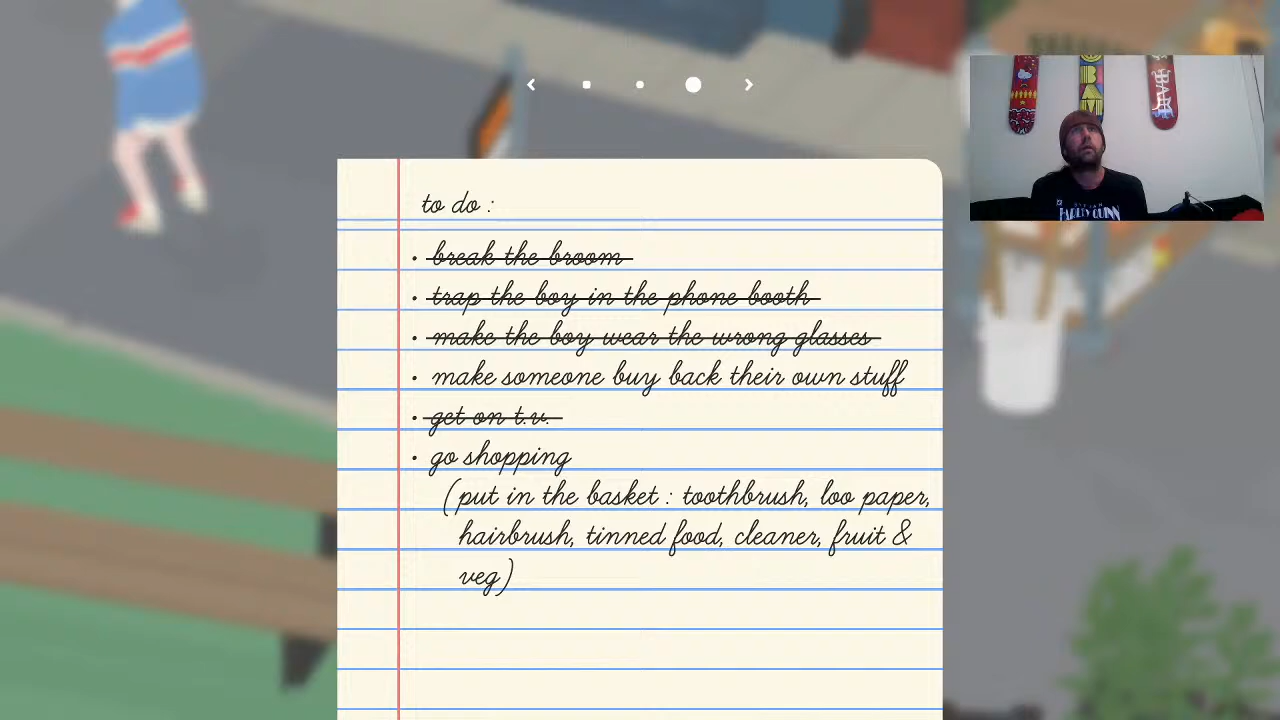 to do :
• break the broom
• trap the boy in the phone booth
• make the boy wear the wrong glasses
• make someone buy back their own stuff
• get on t.v.
• go shopping
(put in the basket : toothbrush, loo paper,
hairbrush, tinned food, cleaner, fruit &
veg)
HARLEY QUINN